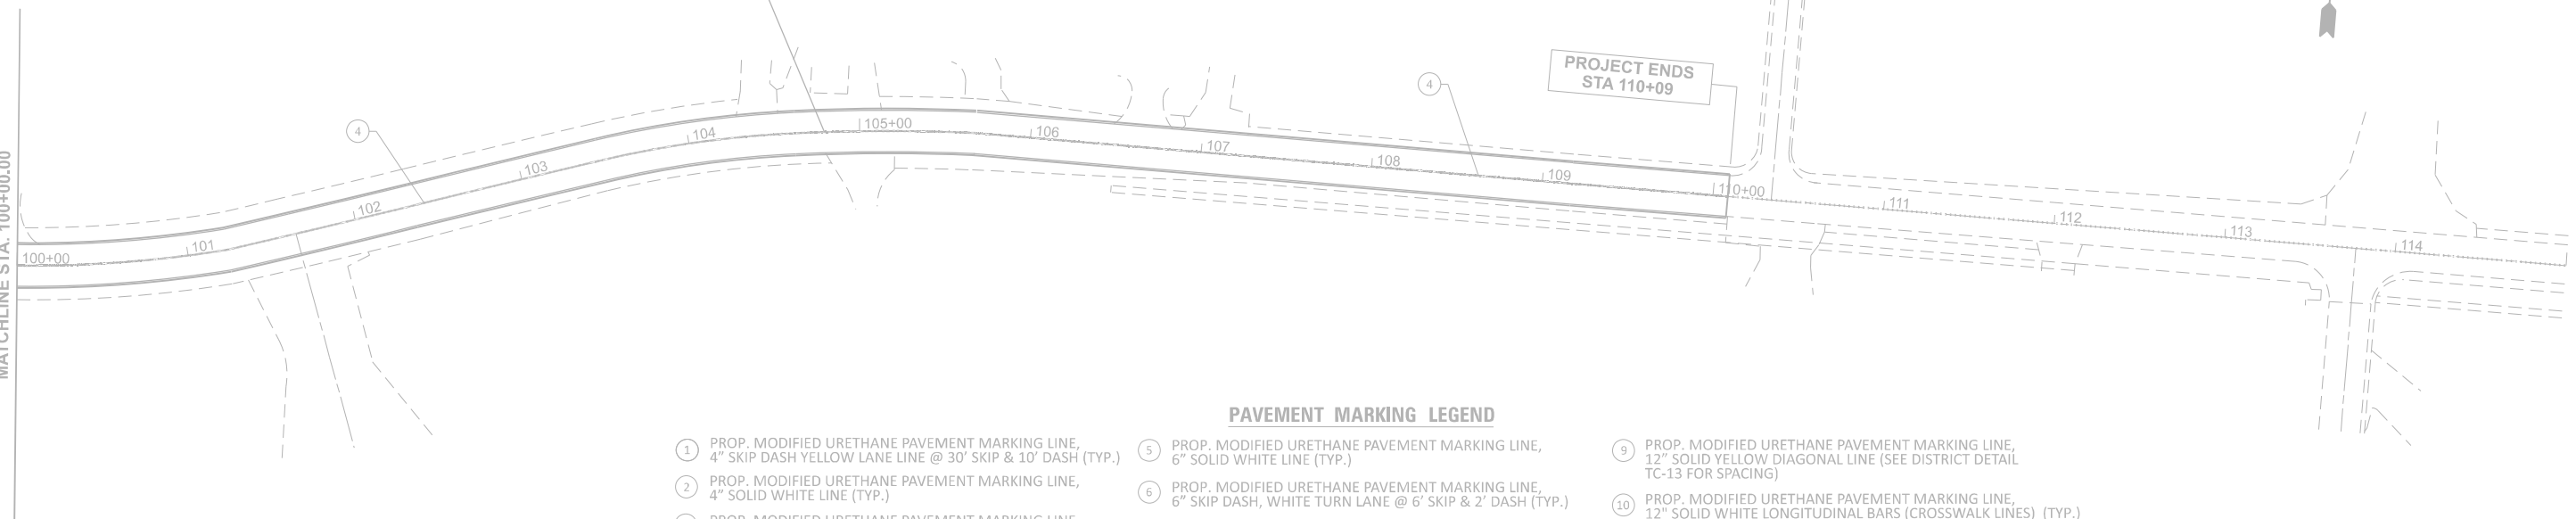 MATCHLINE STA. 100+00.00
100+00
101
102
103
104
105+00
106
107
108
109
110+00
111
112
113
114
4
4
PROJECT ENDS
STA 110+09
PAVEMENT MARKING LEGEND
1 PROP. MODIFIED URETHANE PAVEMENT MARKING LINE,
4" SKIP DASH YELLOW LANE LINE @ 30' SKIP & 10' DASH (TYP.)
2 PROP. MODIFIED URETHANE PAVEMENT MARKING LINE,
4" SOLID WHITE LINE (TYP.)
PROP. MODIFIED URETHANE PAVEMENT MARKING LINE
5 PROP. MODIFIED URETHANE PAVEMENT MARKING LINE,
6" SOLID WHITE LINE (TYP.)
6 PROP. MODIFIED URETHANE PAVEMENT MARKING LINE,
6" SKIP DASH, WHITE TURN LANE @ 6' SKIP & 2' DASH (TYP.)
9 PROP. MODIFIED URETHANE PAVEMENT MARKING LINE,
12" SOLID YELLOW DIAGONAL LINE (SEE DISTRICT DETAIL
TC-13 FOR SPACING)
10 PROP. MODIFIED URETHANE PAVEMENT MARKING LINE,
12" SOLID WHITE LONGITUDINAL BARS (CROSSWALK LINES) (TYP.)